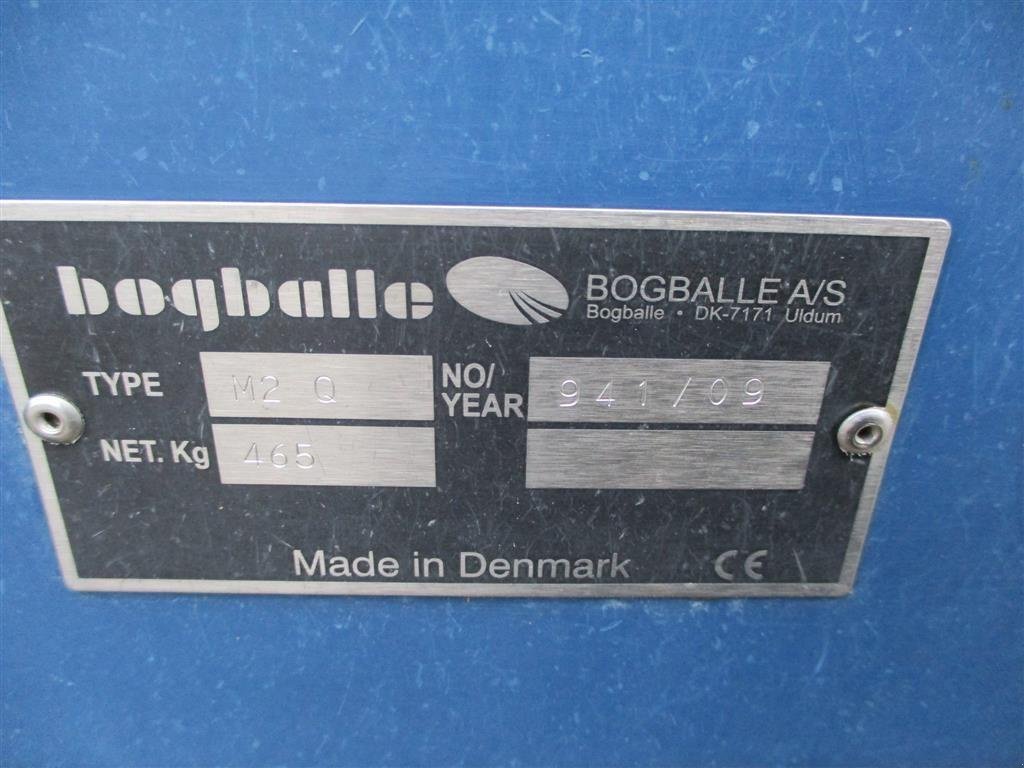 bogballe
BOGBALLE A/S
Bogballe · DK-7171 Uldum
TYPE M2 Q
NO/
YEAR 941/09
NET. Kg 465
Made in Denmark CE